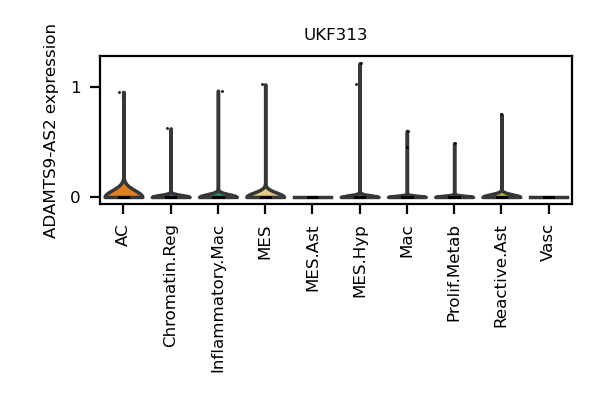 UKF313
ADAMTS9-AS2 expression
1
0
AC
Chromatin.Reg
Inflammatory.Mac
MES
MES.Ast
MES.Hyp
Mac
Prolif.Metab
Reactive.Ast
Vasc